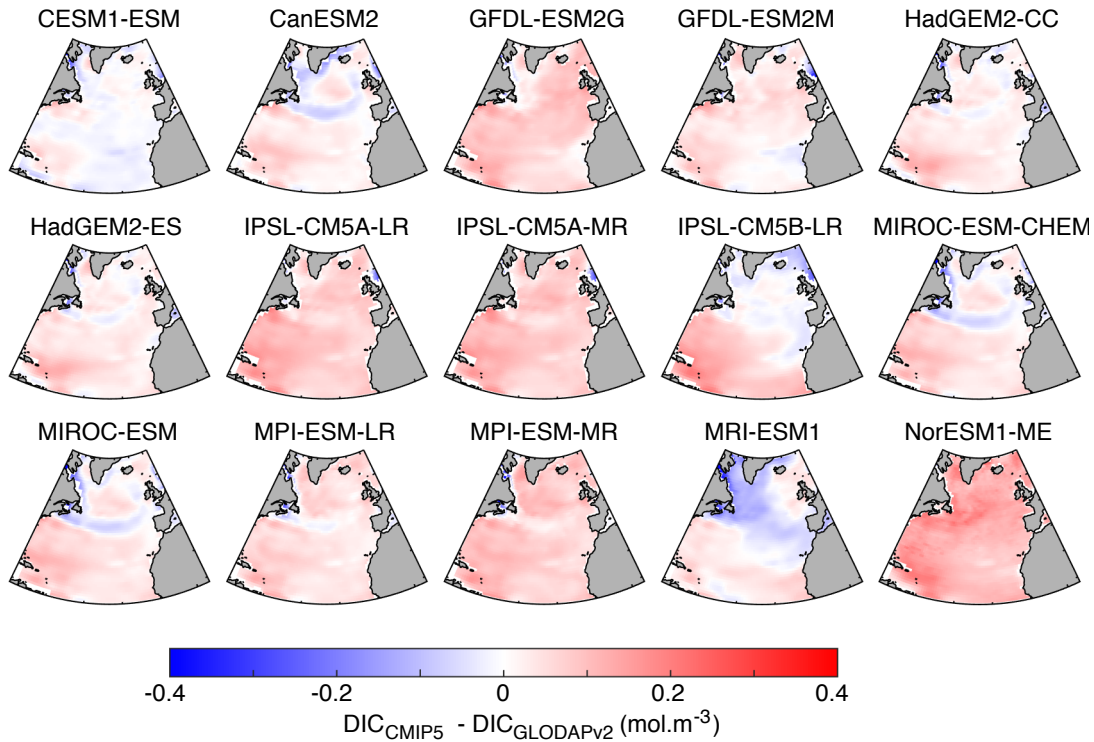 CESM1-ESM CanESM2 GFDL-ESM2G GFDL-ESM2M HadGEM2-CC
HadGEM2-ES IPSL-CM5A-LR IPSL-CM5A-MR IPSL-CM5B-LR MIROC-ESM-CHEM
MIROC-ESM MPI-ESM-LR MPI-ESM-MR MRI-ESM1 NorESM1-ME
-0.4 -0.2 0 0.2 0.4
DIC_CMIP5 - DIC_GLODAPv2 (mol.m^-3)